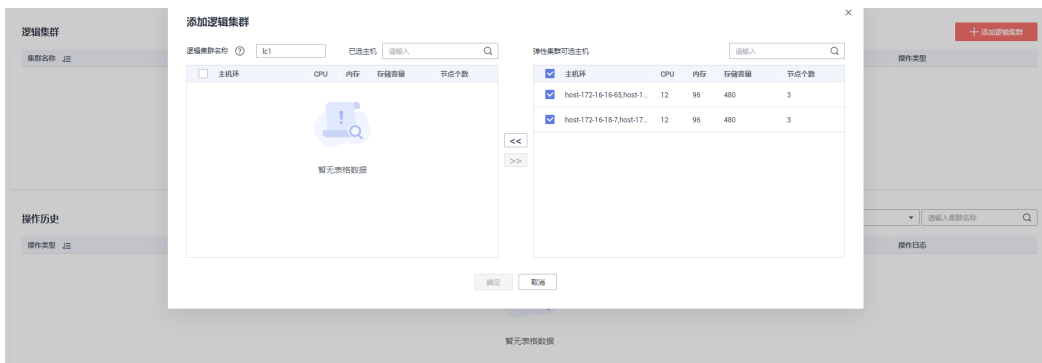 添加逻辑集群
逻辑集群
+ 添加逻辑集群
逻辑集群名称 ? lc1 已选主机 请输入 弹性集群可选主机 请输入
集群名称 操作类型
主机环 CPU 内存 存储容量 节点个数 主机环 CPU 内存 存储容量 节点个数
host-172-16-16-65,host-1... 12 96 480 3
host-172-16-18-7,host-17... 12 96 480 3
<<
>>
暂无表格数据
操作历史 请输入集群名称
操作类型 操作日志
确定 取消
暂无表格数据